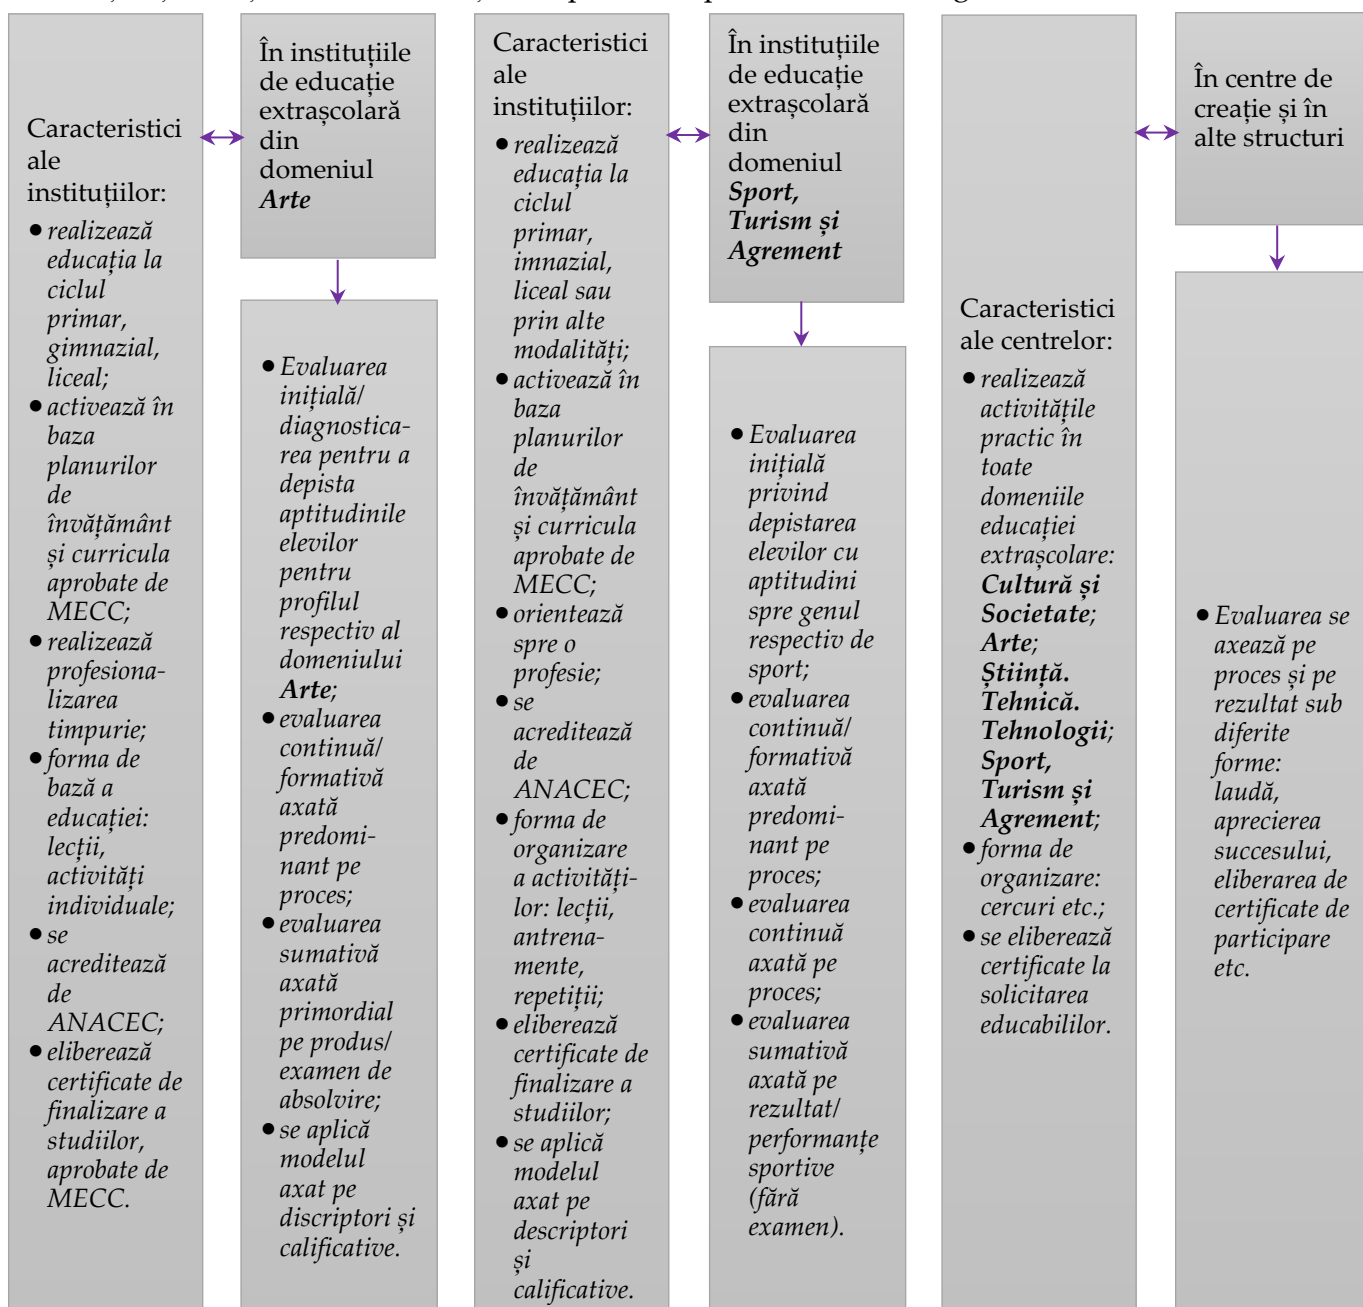 Caracteristici
ale
instituțiilor:
• realizează
educația la
ciclul
primar,
gimnazial,
liceal;
• activează în
baza
planurilor
de
învățământ
și curricula
aprobate de
MECC;
• realizează
profesiona-
lizarea
timpurie;
• forma de
bază a
educației:
lecții,
activități
individuale;
• se
acreditează
de
ANACEC;
• eliberează
certificate de
finalizare a
studiilor,
aprobate de
MECC.
În instituțiile
de educație
extrașcolară
din
domeniul
Arte
• Evaluarea
inițială/
diagnostica-
rea pentru a
depista
aptitudinile
elevilor
pentru
profilul
respectiv al
domeniului
Arte;
• evaluarea
continuă/
formativă
axată
predomi-
nant pe
proces;
• evaluarea
sumativă
axată
primordial
pe produs/
examen de
absolvire;
• se aplică
modelul
axat pe
discriptori și
calificative.
Caracteristici
ale
instituțiilor:
• realizează
educația la
ciclul
primar,
imnazial,
liceal sau
prin alte
modalități;
• activează în
baza
planurilor
de
învățământ
și curricula
aprobate de
MECC;
• orientează
spre o
profesie;
• se
acreditează
de
ANACEC;
• forma de
organizare
a activități-
lor: lecții,
antrena-
mente,
repetiții;
• eliberează
certificate de
finalizare a
studiilor;
• se aplică
modelul
axat pe
descriptori
și
calificative.
În instituțiile
de educație
extrașcolară
din
domeniul
Sport,
Turism și
Agrement
• Evaluarea
inițială
privind
depistarea
elevilor cu
aptitudini
spre genul
respectiv de
sport;
• evaluarea
continuă/
formativă
axată
predomi-
nant pe
proces;
• evaluarea
continuă
axată pe
proces;
• evaluarea
sumativă
axată pe
rezultat/
performanțe
sportive
(fără
examen).
Caracteristici
ale centrelor:
• realizează
activitățile
practic în
toate
domeniile
educației
extrașcolare:
Cultură și
Societate;
Arte;
Știință.
Tehnică.
Tehnologii;
Sport,
Turism și
Agrement;
• forma de
organizare:
cercuri etc.;
• se eliberează
certificate la
solicitarea
educabililor.
În centre de
creație și în
alte structuri
• Evaluarea se
axează pe
proces și pe
rezultat sub
diferite
forme:
laudă,
aprecierea
succesului,
eliberarea de
certificate de
participare
etc.